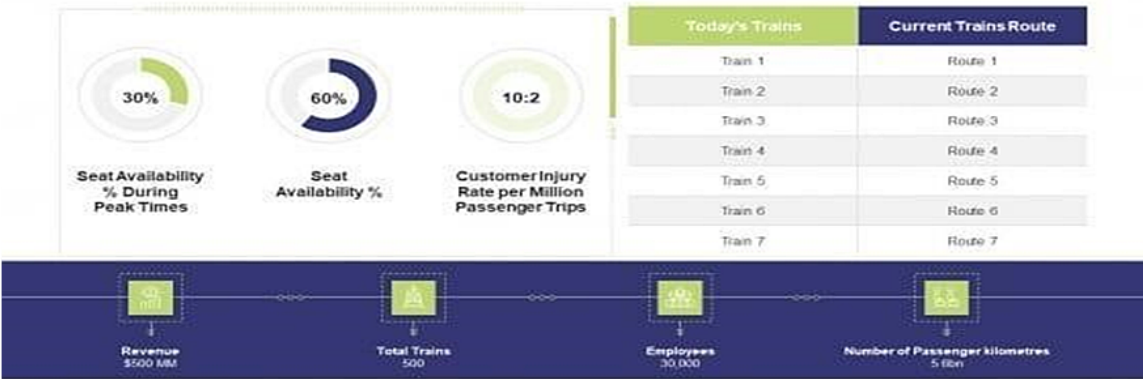 30%
60%
10:2
Seat Availability
% During
Peak Times
Seat
Availability %
Customer Injury
Rate per Million
Passenger Trips
Today's Trains Current Trains Route
Train 1 Route 1
Train 2 Route 2
Train 3 Route 3
Train 4 Route 4
Train 5 Route 5
Train 6 Route 6
Train 7 Route 7
Revenue
$500 MM
Total Trains
500
Employees
30,000
Number of Passenger kilometres